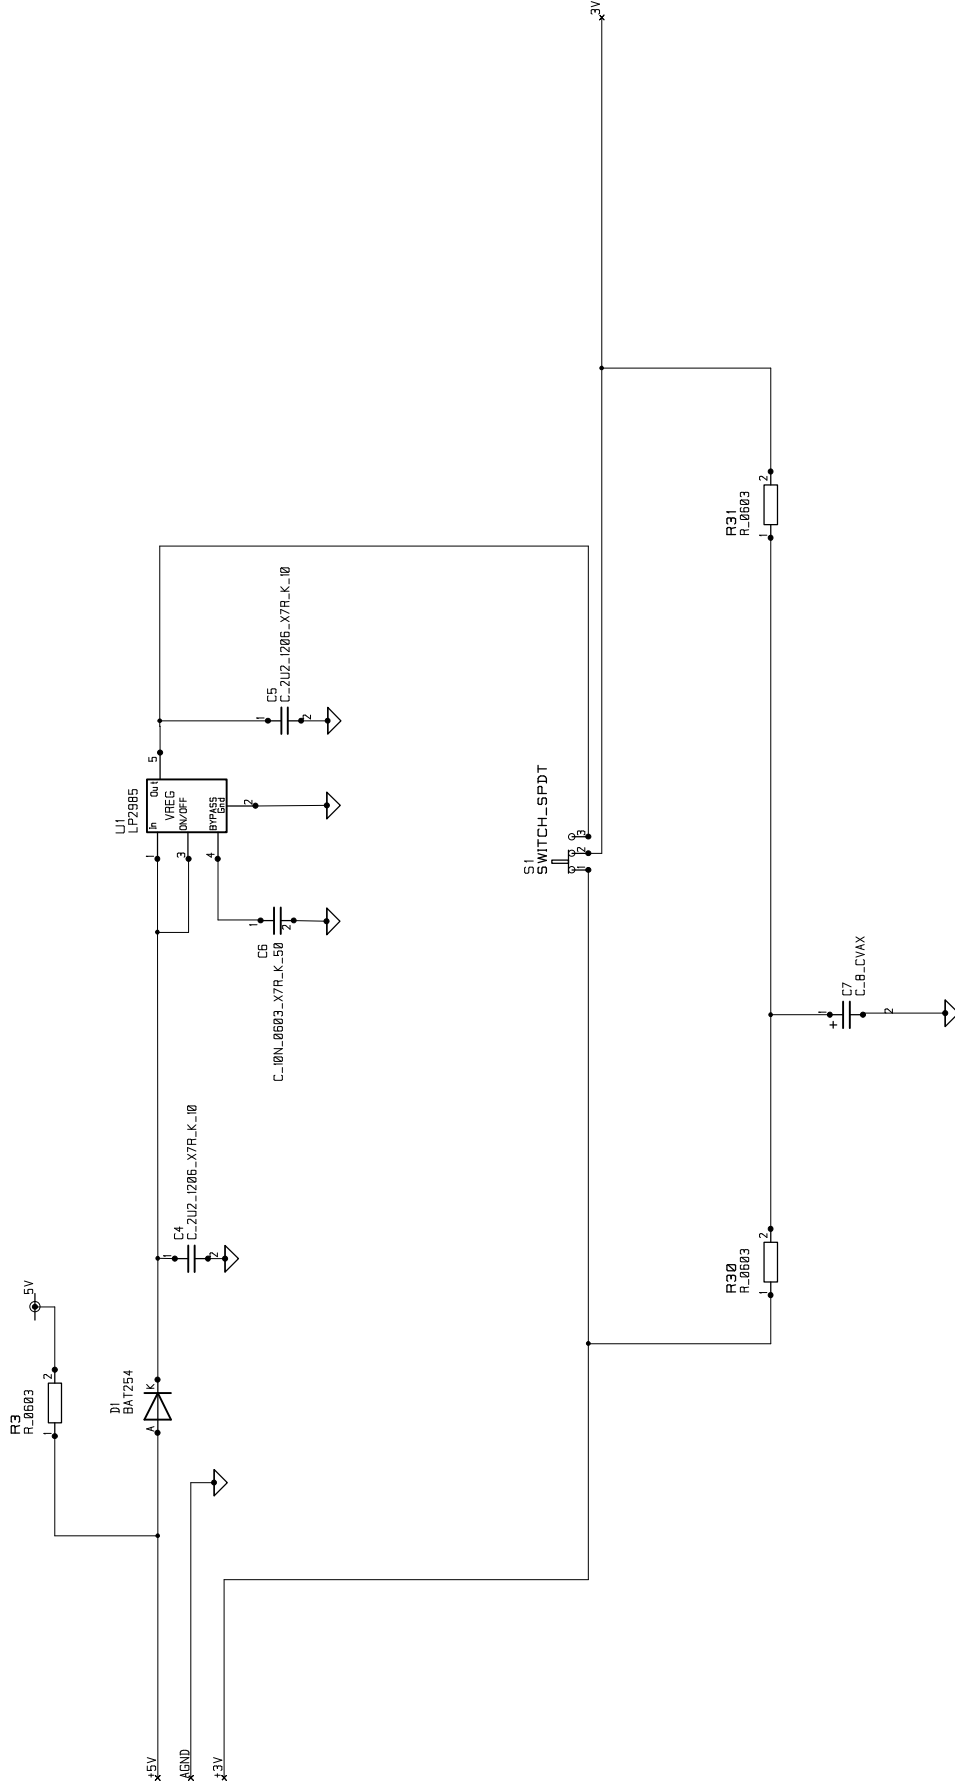 3V
5V
R3
R_0603
1
2
D1
BAT254
A
K
+5V
AGND
+3V
C4
C_2U2_1206_X7R_K_10
1
2
U1
LP2985
VREG
In
Out
ON/OFF
BYPASS
Gnd
1
3
4
5
2
C6
C_10N_0603_X7R_K_50
1
2
C5
C_2U2_1206_X7R_K_10
1
2
S1
SWITCH_SPDT
1
2
3
R30
R_0603
1
2
R31
R_0603
1
2
C7
C_8_CVAX
+
1
2